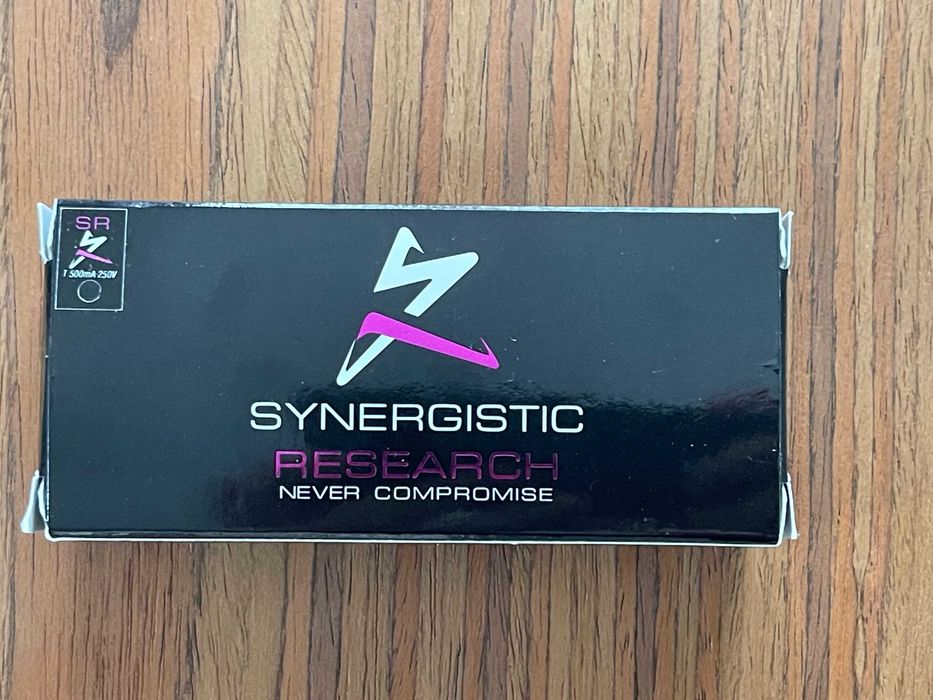 SR
T 500mA 250V
SYNERGISTIC
RESEARCH
NEVER COMPROMISE